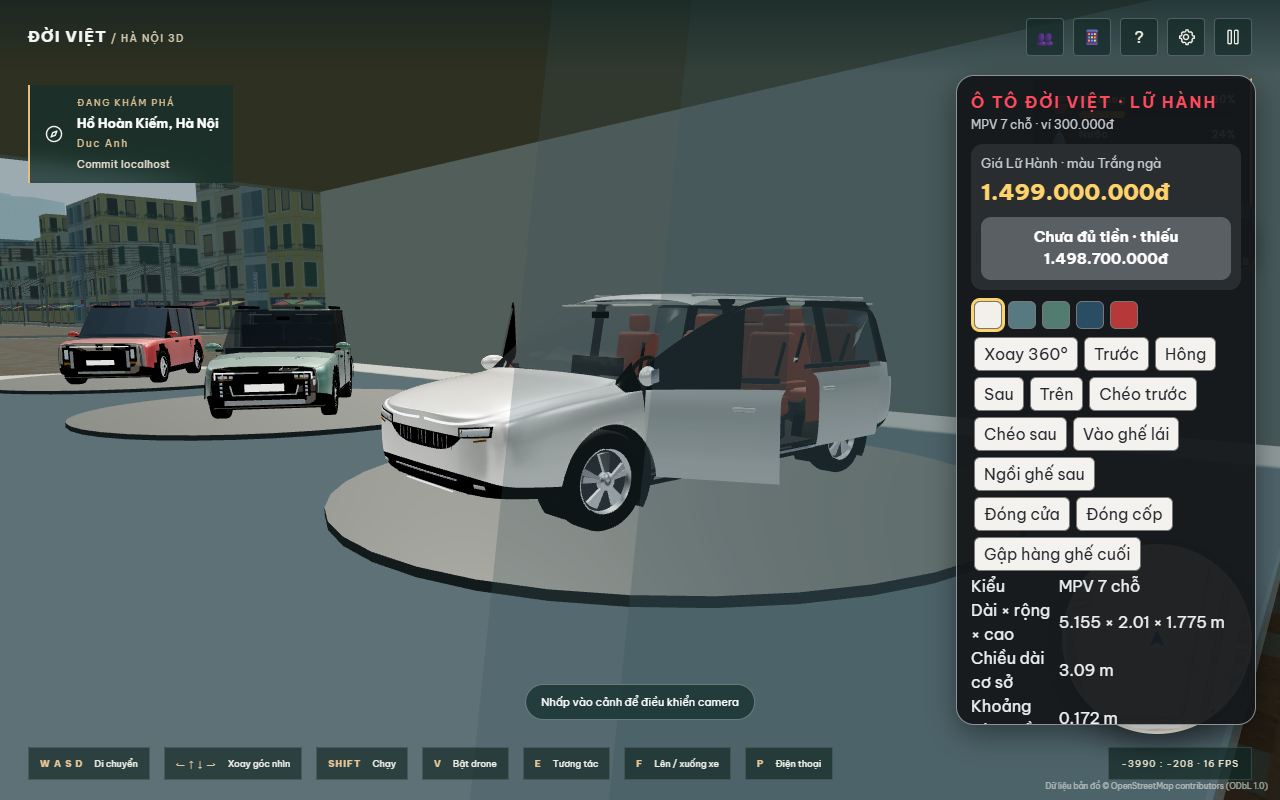 ĐỜI VIỆT / HÀ NỘI 3D
?
ĐANG KHÁM PHÁ
Hồ Hoàn Kiếm, Hà Nội
Duc Anh
Commit localhost
Ô TÔ ĐỜI VIỆT · LỮ HÀNH
MPV 7 chỗ · ví 300.000đ
Giá Lữ Hành · màu Trắng ngà
1.499.000.000đ
Chưa đủ tiền · thiếu
1.498.700.000đ
Xoay 360° Trước Hông
Sau Trên Chéo trước
Chéo sau Vào ghế lái
Ngồi ghế sau
Đóng cửa Đóng cốp
Gập hàng ghế cuối
Kiểu MPV 7 chỗ
Dài × rộng × cao 5.155 × 2.01 × 1.775 m
Chiều dài cơ sở 3.09 m
Khoảng 0.172 m
Nhấp vào cảnh để điều khiển camera
W A S D Di chuyển
←↑↓→ Xoay góc nhìn
SHIFT Chạy
V Bật drone
E Tương tác
F Lên / xuống xe
P Điện thoại
-3990 : -208 · 16 FPS
Dữ liệu bản đồ © OpenStreetMap contributors (ODbL 1.0)